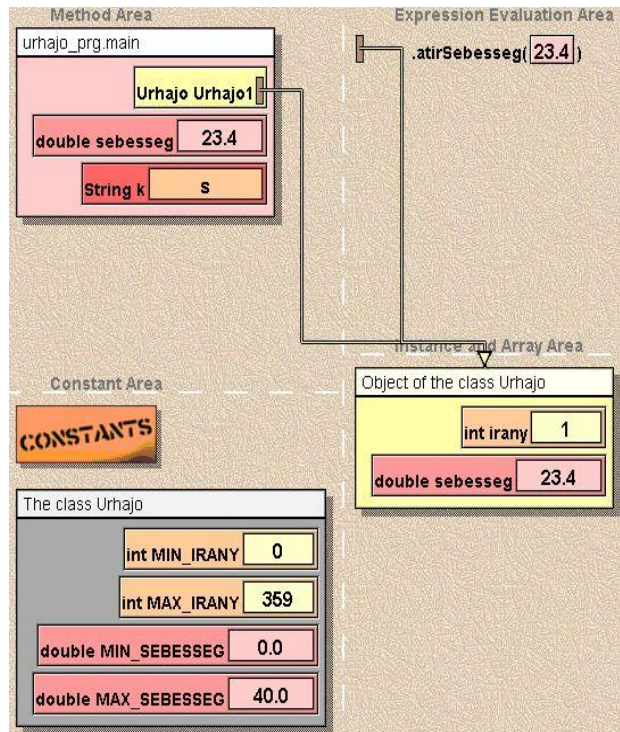 Method Area
urhajo_prg.main
Urhajo Urhajo1
double sebesseg 23.4
String k s
Expression Evaluation Area
.atirSebesseg( 23.4 )
Instance and Array Area
Object of the class Urhajo
int irany 1
double sebesseg 23.4
Constant Area
CONSTANTS
The class Urhajo
int MIN_IRANY 0
int MAX_IRANY 359
double MIN_SEBESSEG 0.0
double MAX_SEBESSEG 40.0